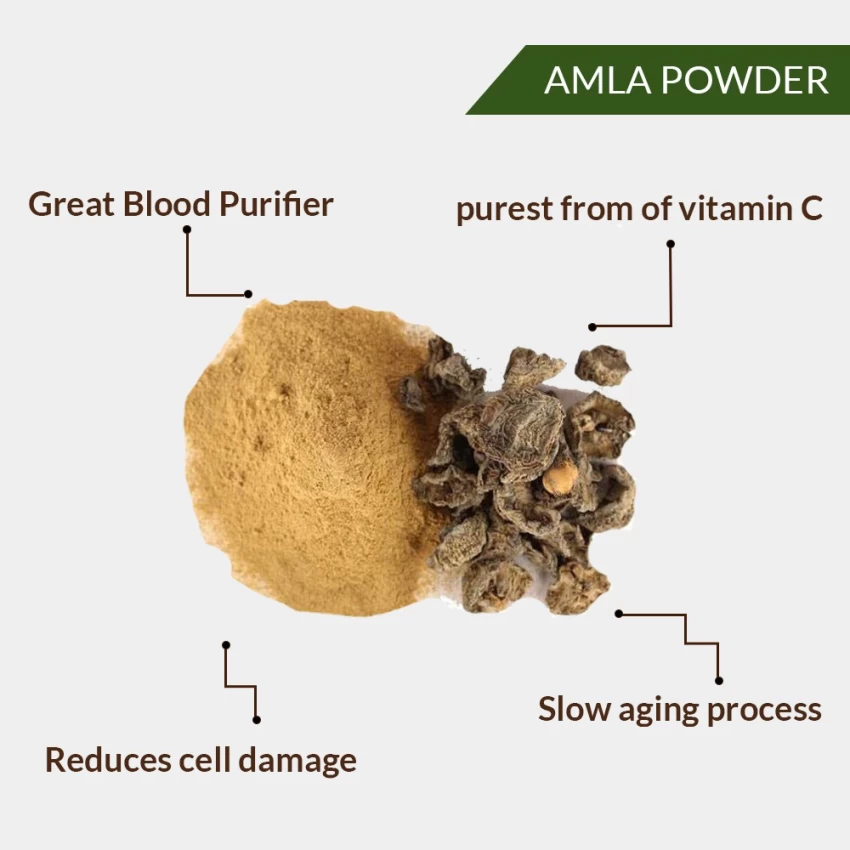 AMLA POWDER
Great Blood Purifier
purest from of vitamin C
Slow aging process
Reduces cell damage